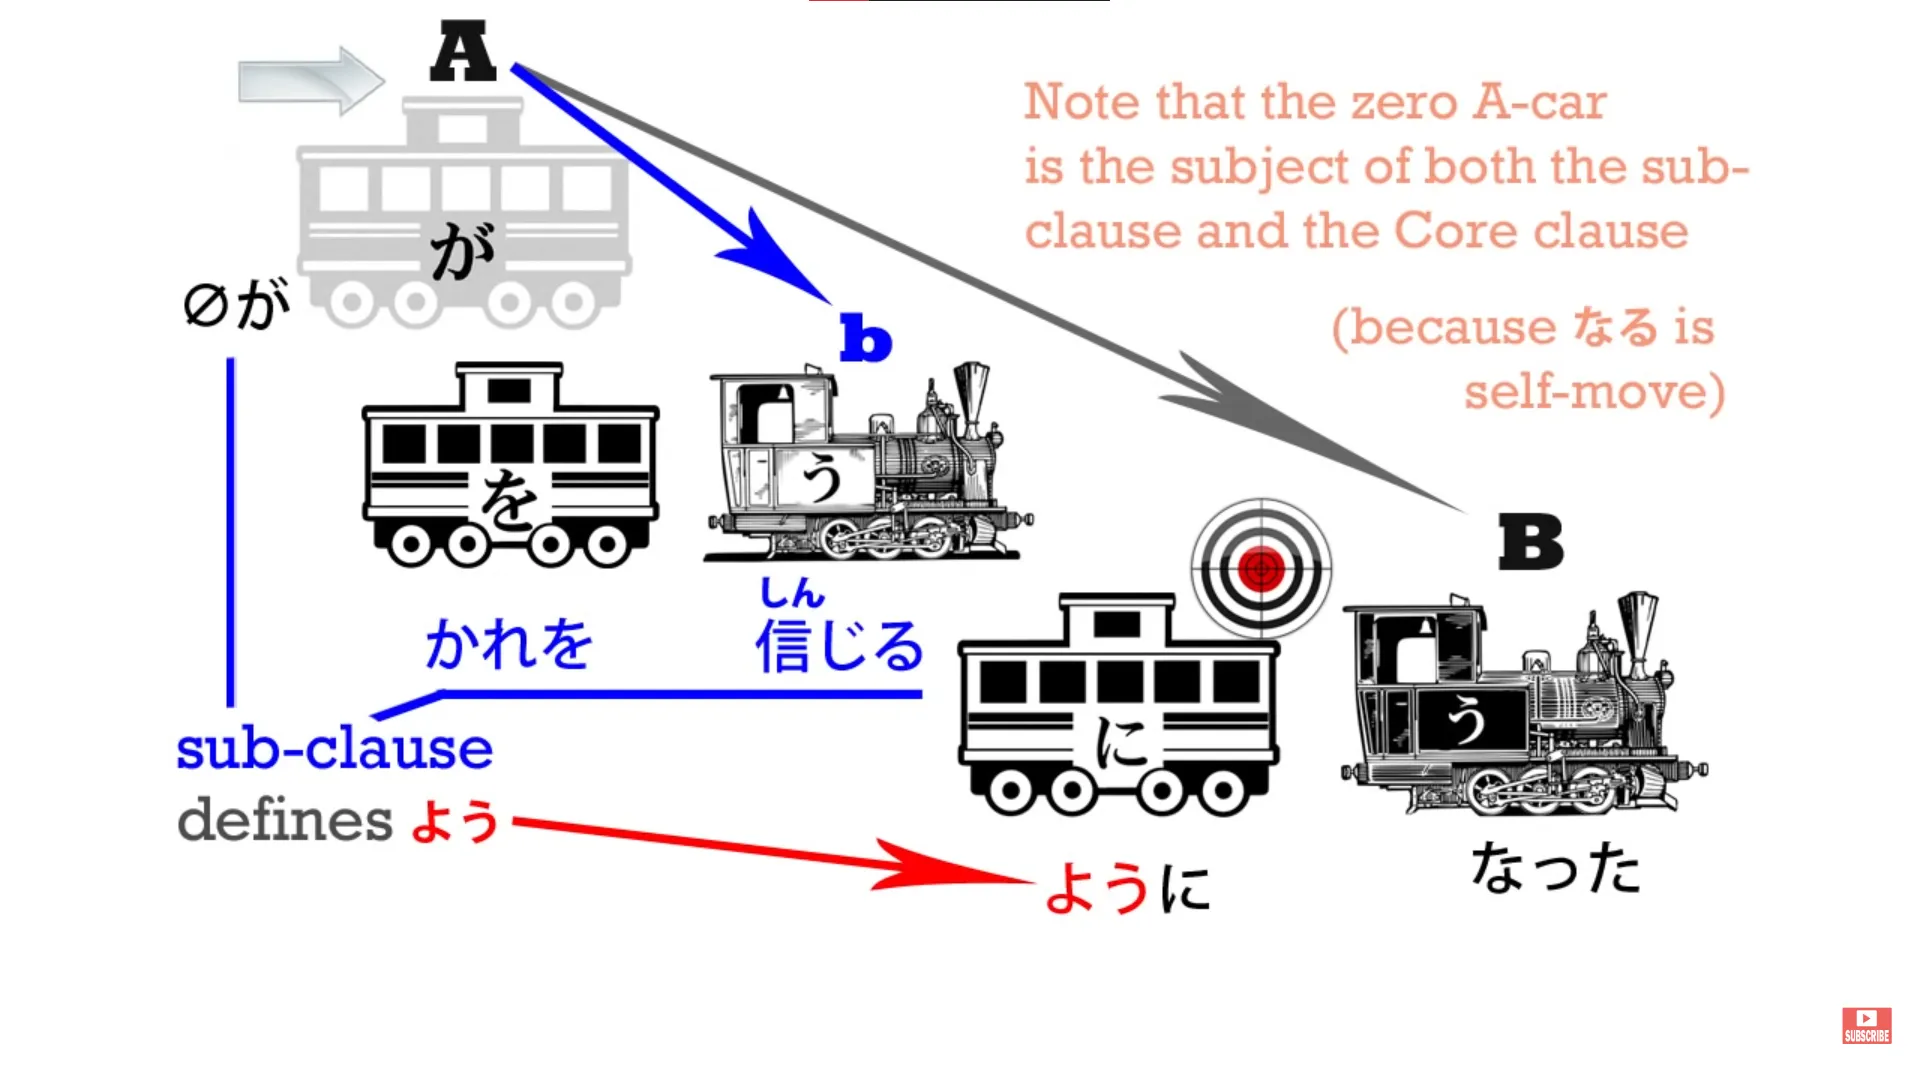 A
Note that the zero A-car
is the subject of both the sub-
clause and the Core clause
(because なる is
self-move)
が
∅が
b
を
う
しん
かれを
信じる
B
に
う
sub-clause
defines よう
ように
なった
SUBSCRIBE